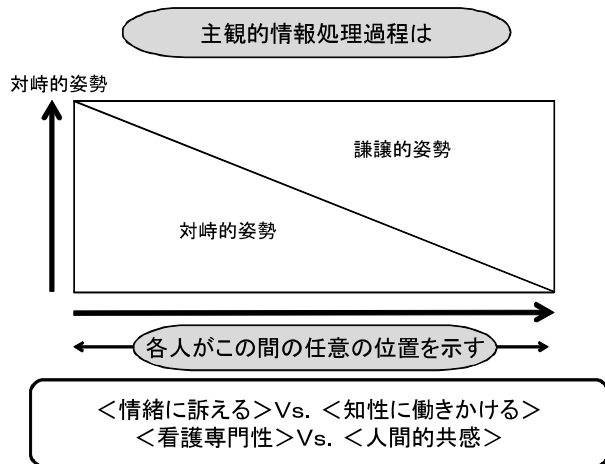 主観的情報処理過程は
対峙的姿勢
謙譲的姿勢
対峙的姿勢
各人がこの間の任意の位置を示す
＜情緒に訴える＞Vs. ＜知性に働きかける＞
＜看護専門性＞Vs. ＜人間的共感＞